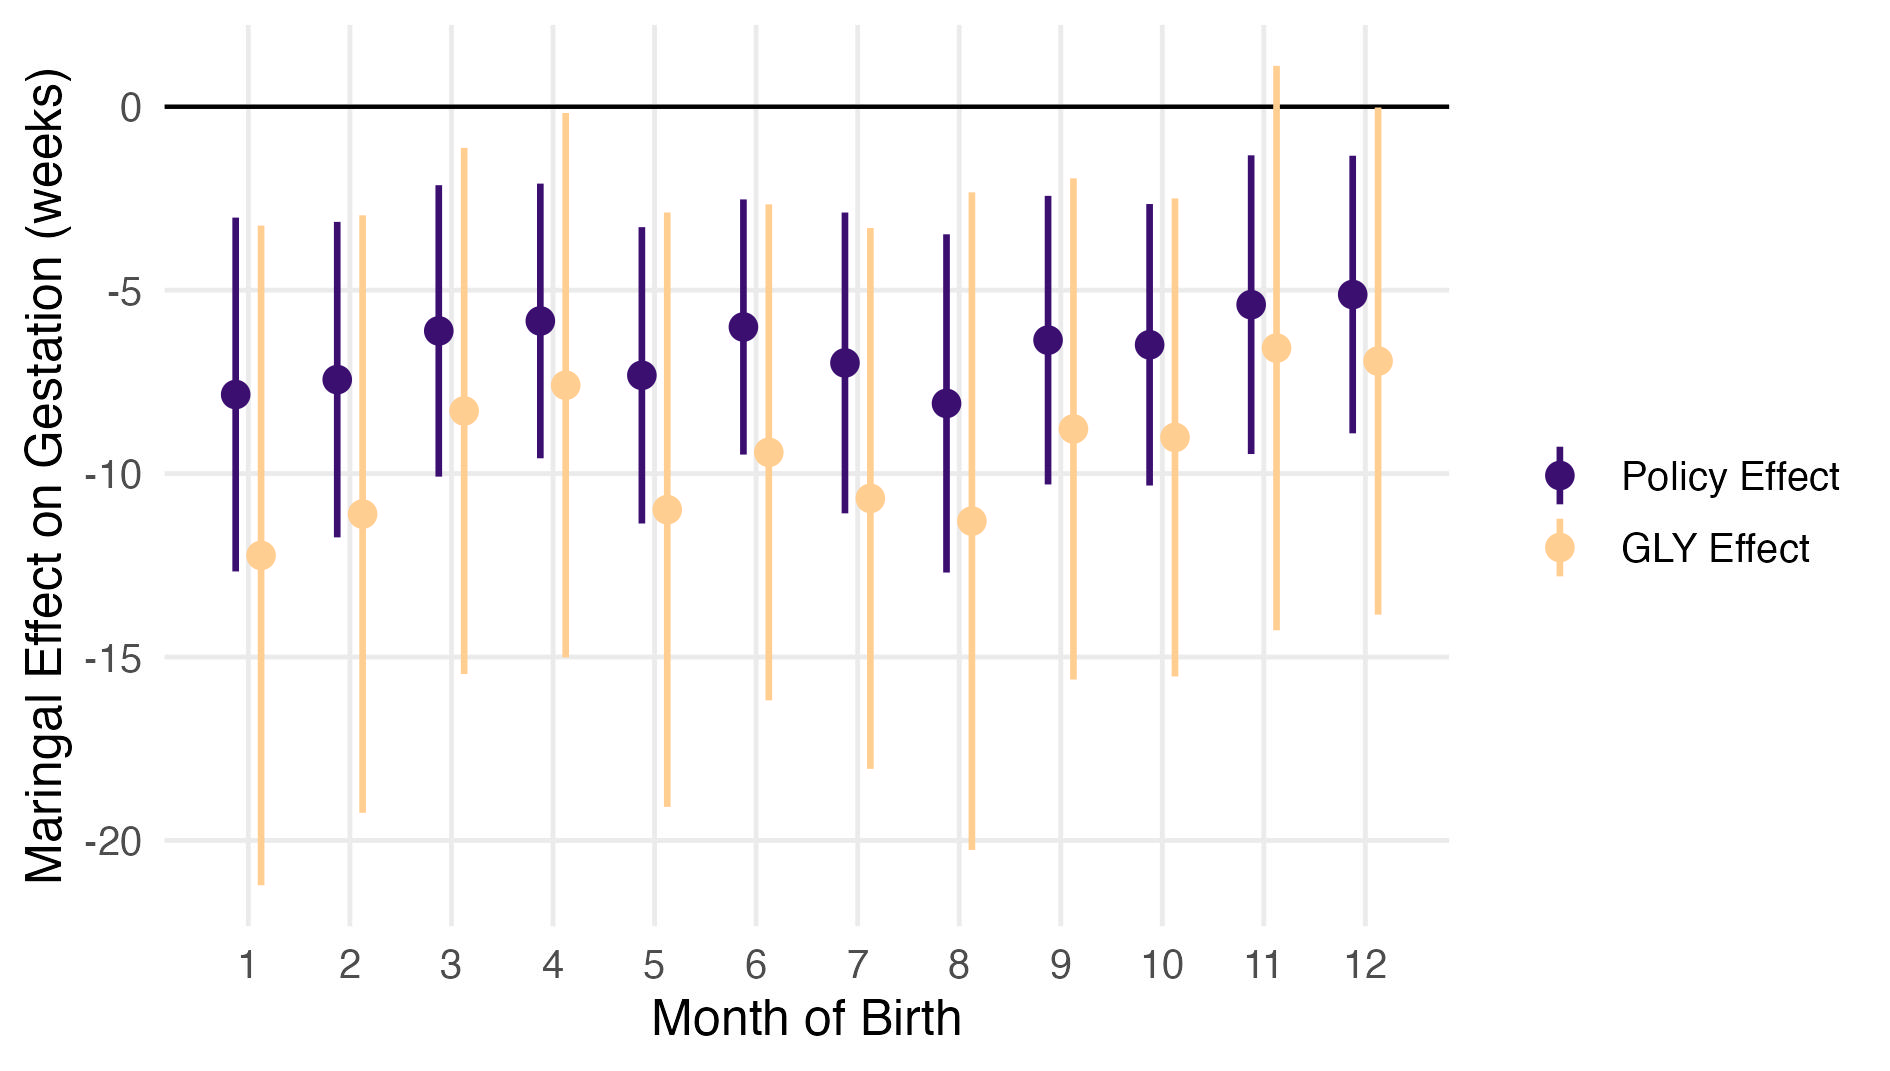 Maringal Effect on Gestation (weeks)
0
-5
-10
-15
-20
1 2 3 4 5 6 7 8 9 10 11 12
Month of Birth
Policy Effect
GLY Effect